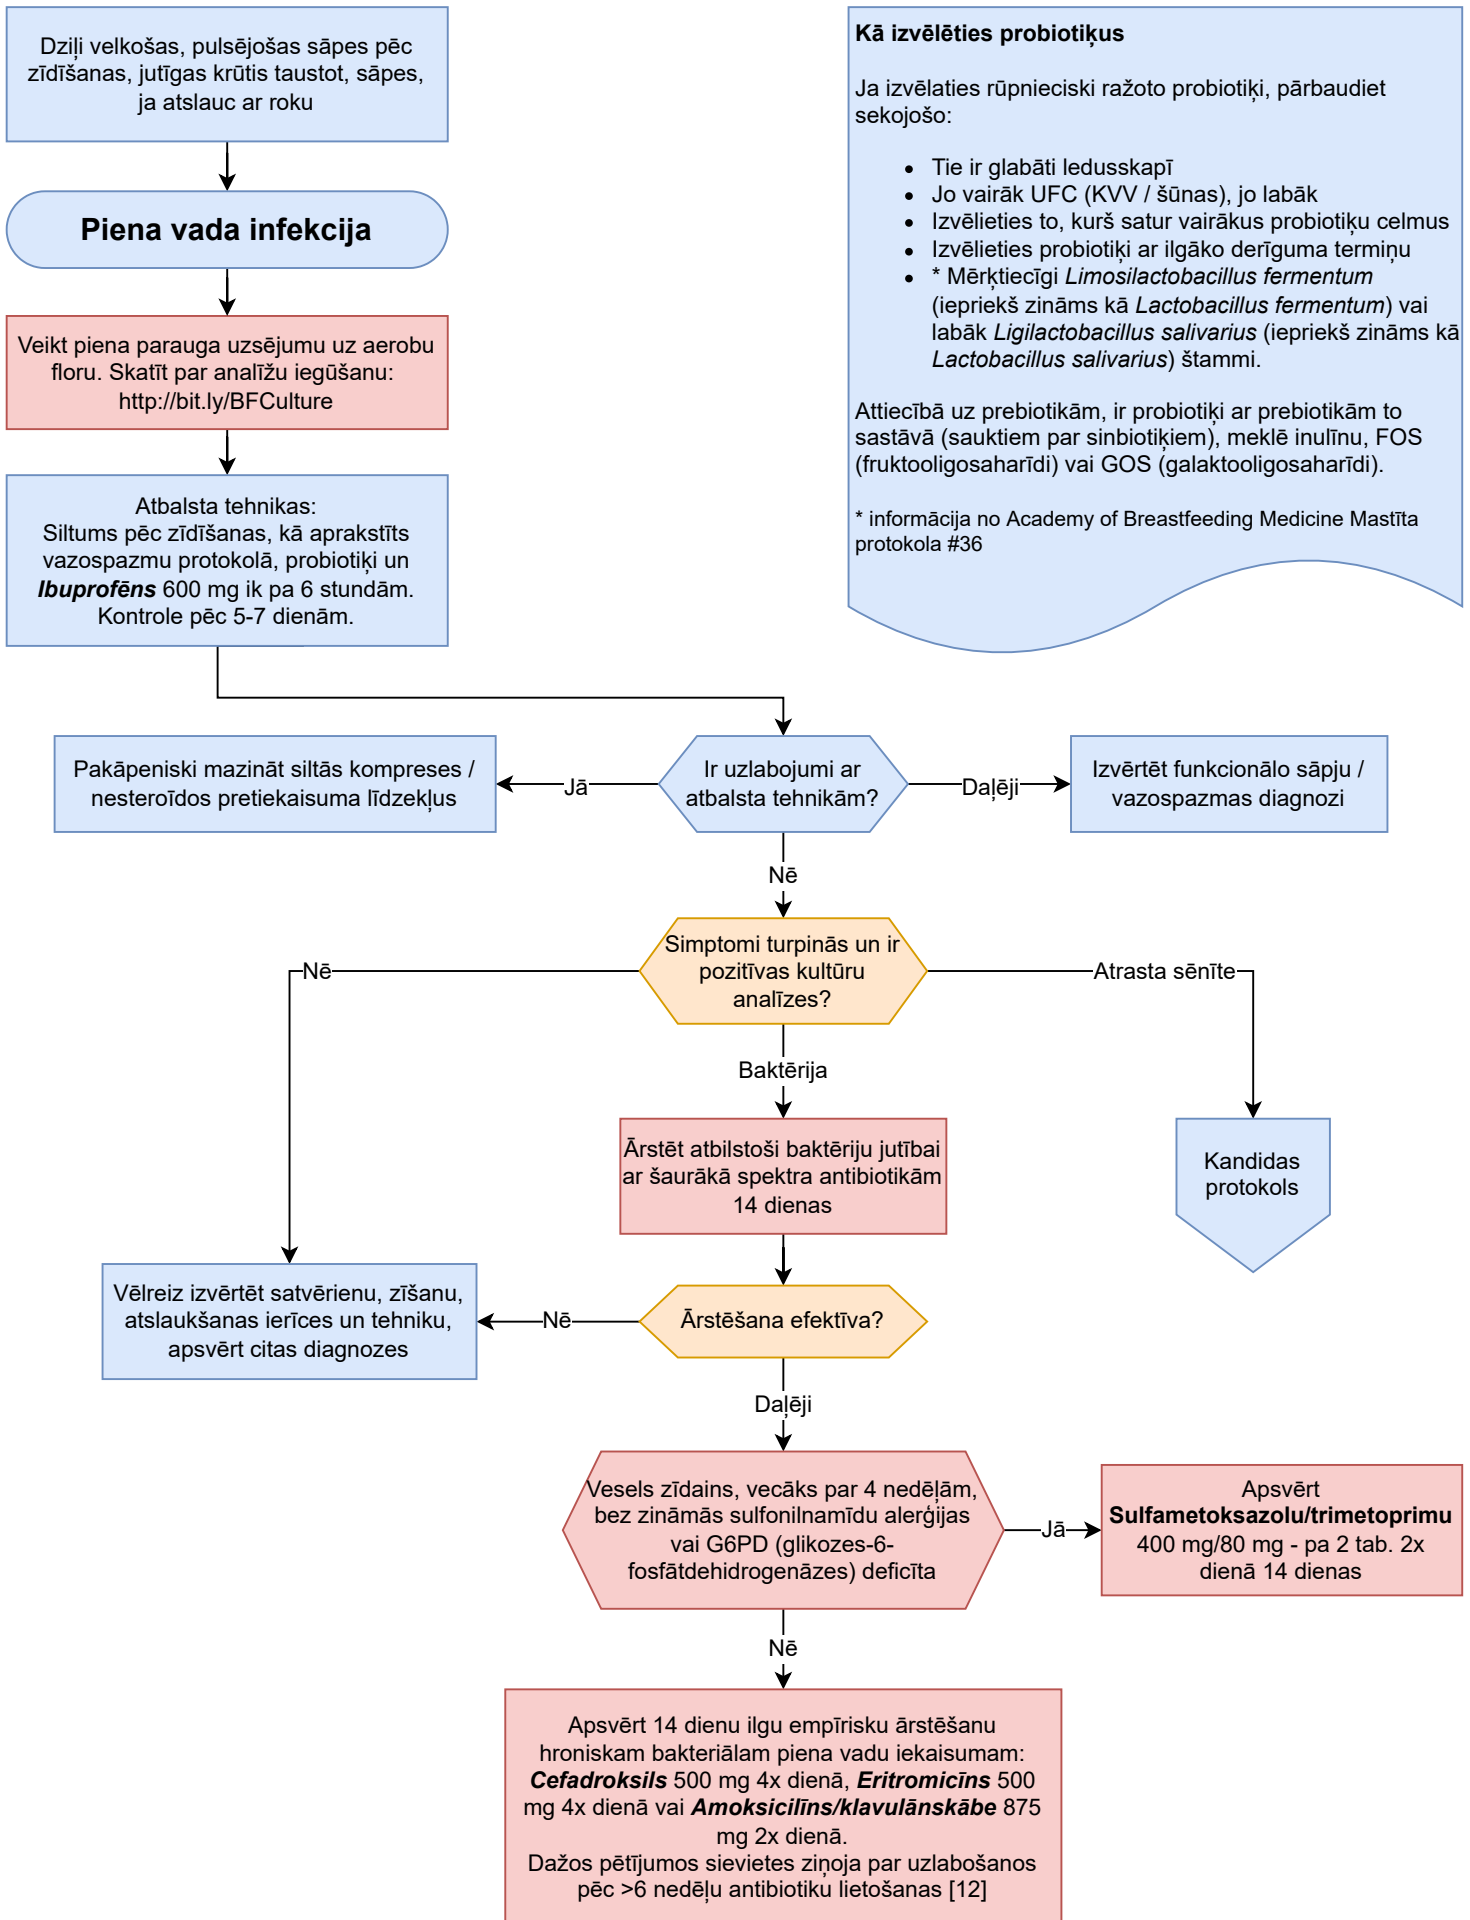 Dziļi velkošas, pulsējošas sāpes pēc
zīdīšanas, jutīgas krūtis taustot, sāpes,
ja atslauc ar roku
Piena vada infekcija
Veikt piena parauga uzsējumu uz aerobu
floru. Skatīt par analīžu iegūšanu:
http://bit.ly/BFCulture
Atbalsta tehnikas:
Siltums pēc zīdīšanas, kā aprakstīts
vazospazmu protokolā, probiotiķi un
Ibuprofēns 600 mg ik pa 6 stundām.
Kontrole pēc 5-7 dienām.
Kā izvēlēties probiotiķus
Ja izvēlaties rūpnieciski ražoto probiotiķi, pārbaudiet
sekojošo:
• Tie ir glabāti ledusskapī
• Jo vairāk UFC (KVV / šūnas), jo labāk
• Izvēlieties to, kurš satur vairākus probiotiķu celmus
• Izvēlieties probiotiķi ar ilgāko derīguma termiņu
• * Mērķtiecīgi Limosilactobacillus fermentum
(iepriekš zināms kā Lactobacillus fermentum) vai
labāk Ligilactobacillus salivarius (iepriekš zināms kā
Lactobacillus salivarius) štammi.
Attiecībā uz prebiotikām, ir probiotiķi ar prebiotikām to
sastāvā (sauktiem par sinbiotiķiem), meklē inulīnu, FOS
(fruktooligosaharīdi) vai GOS (galaktooligosaharīdi).
* informācija no Academy of Breastfeeding Medicine Mastīta
protokola #36
Pakāpeniski mazināt siltās kompreses /
nesteroīdos pretiekaisuma līdzekļus
Jā
Ir uzlabojumi ar
atbalsta tehnikām?
Daļēji
Izvērtēt funkcionālo sāpju /
vazospazmas diagnozi
Nē
Nē
Simptomi turpinās un ir
pozitīvas kultūru
analīzes?
Atrasta sēnīte
Baktērija
Ārstēt atbilstoši baktēriju jutībai
ar šaurākā spektra antibiotikām
14 dienas
Kandidas
protokols
Vēlreiz izvērtēt satvērienu, zīšanu,
atslaukšanas ierīces un tehniku,
apsvērt citas diagnozes
Nē
Ārstēšana efektīva?
Daļēji
Vesels zīdains, vecāks par 4 nedēļām,
bez zināmās sulfonilnamīdu alerģijas
vai G6PD (glikozes-6-
fosfātdehidrogenāzes) deficīta
Jā
Apsvērt
Sulfametoksazolu/trimetoprimu
400 mg/80 mg - pa 2 tab. 2x
dienā 14 dienas
Nē
Apsvērt 14 dienu ilgu empīrisku ārstēšanu
hroniskam bakteriālam piena vadu iekaisumam:
Cefadroksils 500 mg 4x dienā, Eritromicīns 500
mg 4x dienā vai Amoksicilīns/klavulānskābe 875
mg 2x dienā.
Dažos pētījumos sievietes ziņoja par uzlabošanos
pēc >6 nedēļu antibiotiku lietošanas [12]